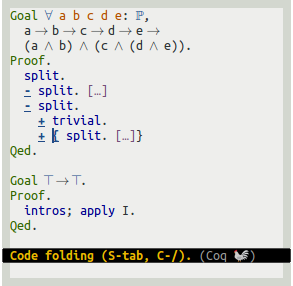 Goal ∀ a b c d e: ℙ,
  a → b → c → d → e →
  (a ∧ b) ∧ (c ∧ (d ∧ e)).
Proof.
  split.
  - split. […]
  - split.
    + trivial.
    + { split. […]}
Qed.

Goal ⊤ → ⊤.
Proof.
  intros; apply I.
Qed.

Code folding (S-tab, C-/). (Coq 🐓)